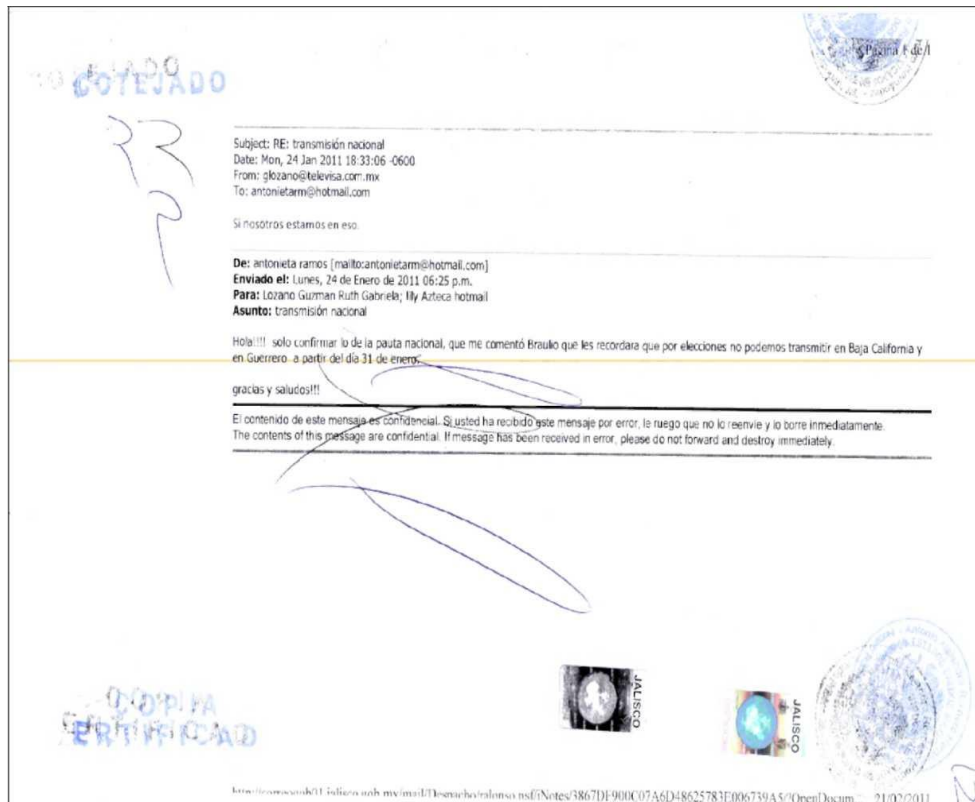 Página 1 de 1
COTEJADO
Subject: RE: transmisión nacional
Date: Mon, 24 Jan 2011 18:33:06 -0600
From: glozano@televisa.com.mx
To: antonietarm@hotmail.com
Si nosotros estamos en eso.
De: antonieta ramos [mailto:antonietarm@hotmail.com]
Enviado el: Lunes, 24 de Enero de 2011 06:25 p.m.
Para: Lozano Guzman Ruth Gabriela; lily Azteca hotmail
Asunto: transmisión nacional
Hola!!!! solo confirmar lo de la pauta nacional, que me comentó Braulio que les recordara que por elecciones no podemos transmitir en Baja California y
en Guerrero a partir del día 31 de enero.
gracias y saludos!!!
El contenido de este mensaje es confidencial. Si usted ha recibido este mensaje por error, le ruego que no lo reenvíe y lo borre inmediatamente.
The contents of this message are confidential. If message has been received in error, please do not forward and destroy immediately.
JALISCO
JALISCO
COPIA
21/02/2011